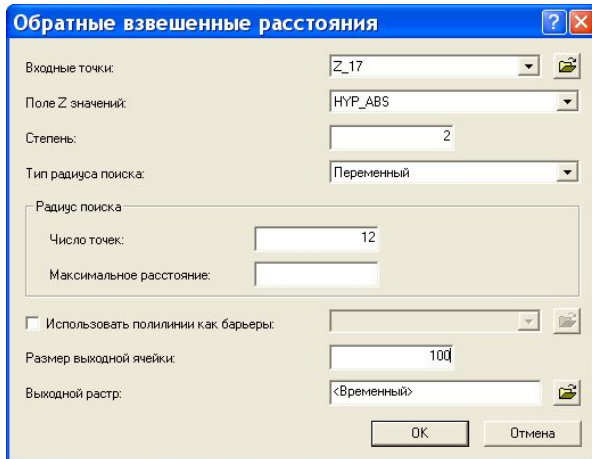 Обратные взвешенные расстояния
Входные точки: Z_17
Поле Z значений: HYP_ABS
Степень: 2
Тип радиуса поиска: Переменный
Радиус поиска
Число точек: 12
Максимальное расстояние:
Использовать полилинии как барьеры:
Размер выходной ячейки: 100
Выходной растр: <Временный>
OK Отмена